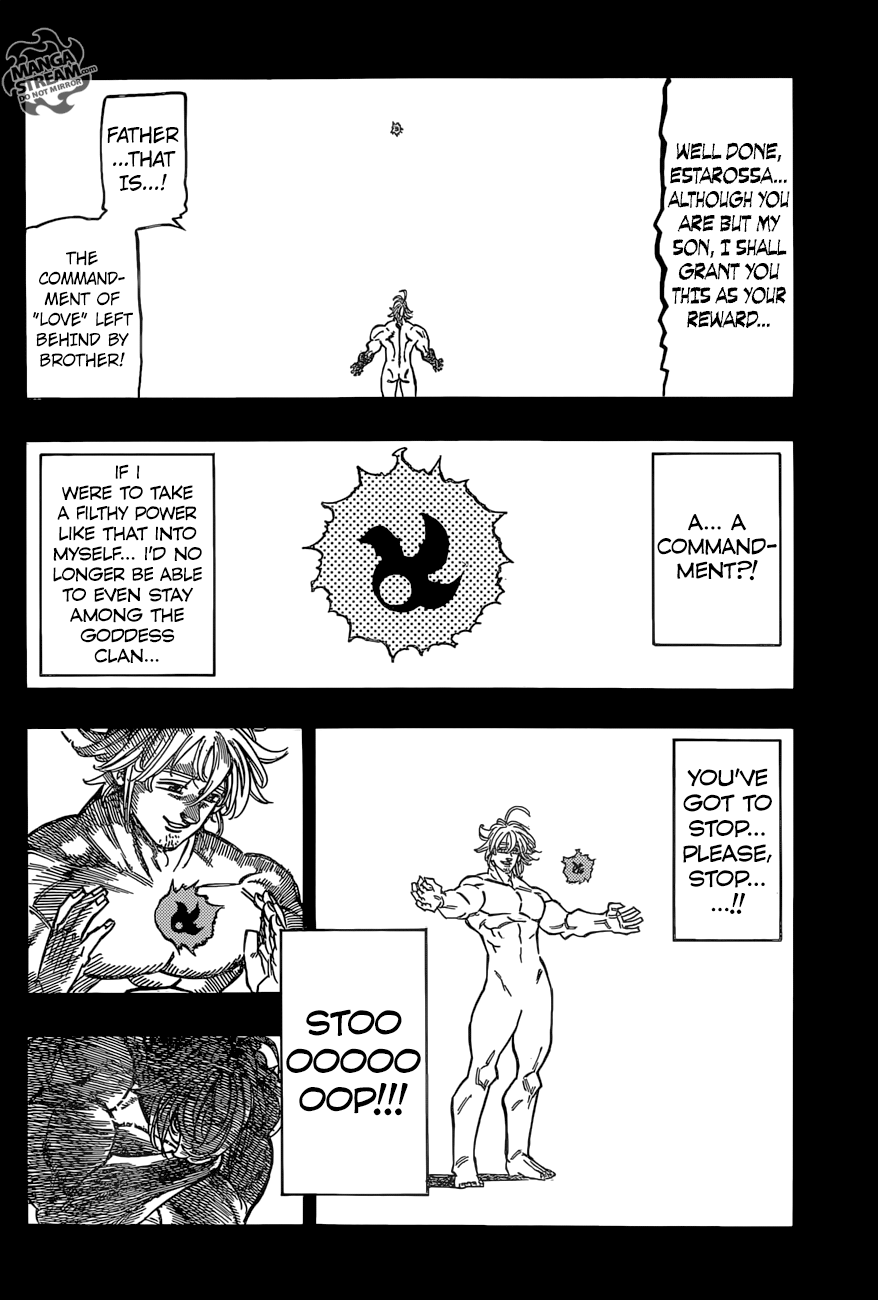 MANGA
STREAM.com
DO NOT MIRROR
WELL DONE,
ESTAROSSA...
ALTHOUGH YOU
ARE BUT MY
SON, I SHALL
GRANT YOU
THIS AS YOUR
REWARD...
FATHER
...THAT
IS...!
THE
COMMAND-
MENT OF
"LOVE" LEFT
BEHIND BY
BROTHER!
A... A
COMMAND-
MENT?!
IF I
WERE TO TAKE
A FILTHY POWER
LIKE THAT INTO
MYSELF... I'D NO
LONGER BE ABLE
TO EVEN STAY
AMONG THE
GODDESS
CLAN...
YOU'VE
GOT TO
STOP...
PLEASE,
STOP...
...!!
STOO
OOOOOO
OOP!!!